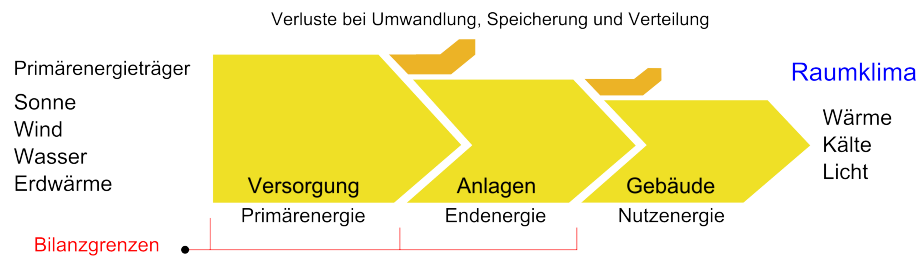 Verluste bei Umwandlung, Speicherung und Verteilung
Primärenergieträger
Sonne
Wind
Wasser
Erdwärme
Versorgung
Primärenergie
Anlagen
Endenergie
Gebäude
Nutzenergie
Raumklima
Wärme
Kälte
Licht
Bilanzgrenzen